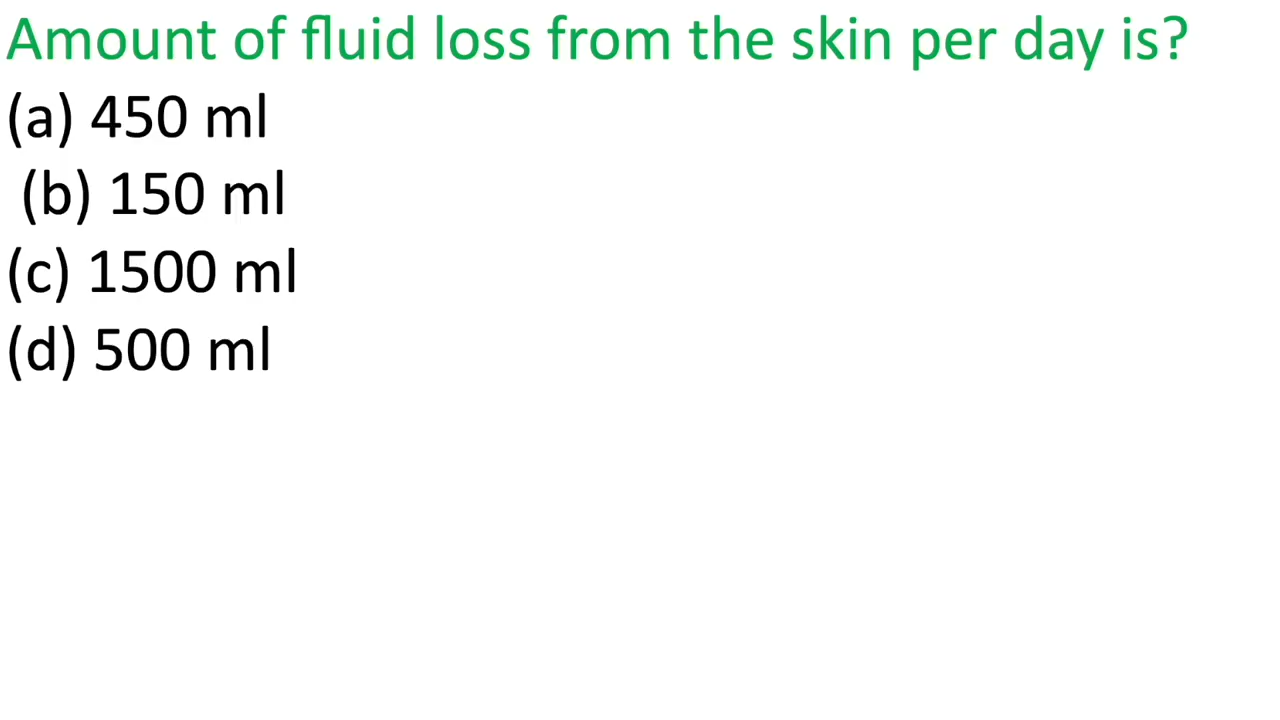 Amount of fluid loss from the skin per day is?
(a) 450 ml
(b) 150 ml
(c) 1500 ml
(d) 500 ml